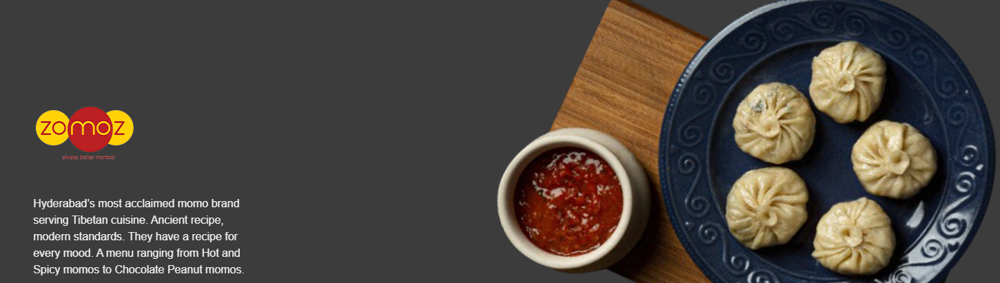 zomoz
always better momos!
Hyderabad's most acclaimed momo brand
serving Tibetan cuisine. Ancient recipe,
modern standards. They have a recipe for
every mood. A menu ranging from Hot and
Spicy momos to Chocolate Peanut momos.